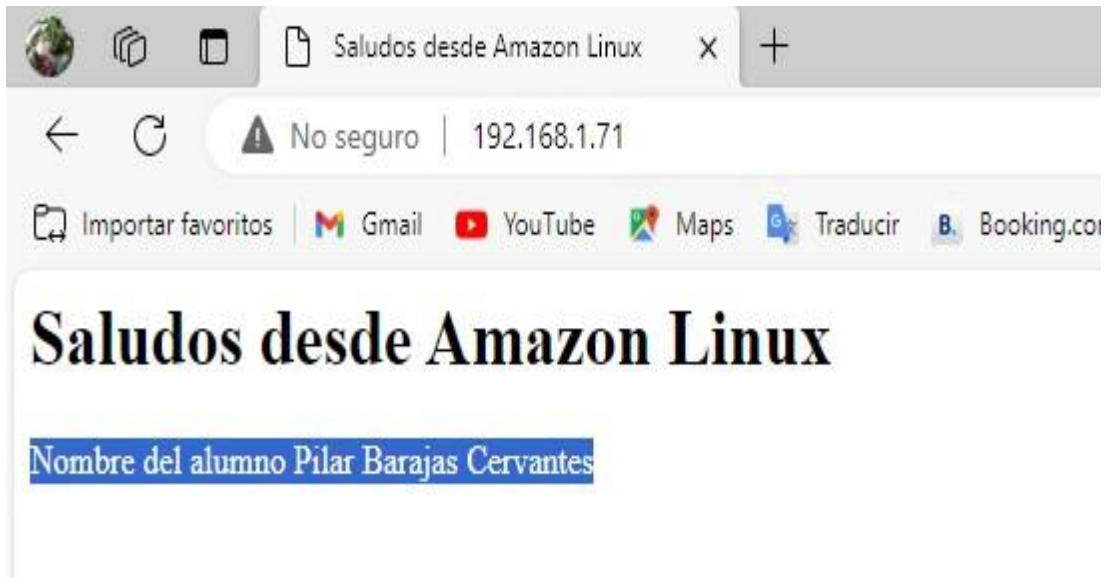 Saludos desde Amazon Linux
No seguro 192.168.1.71
Importar favoritos Gmail YouTube Maps Traducir B. Booking.cor
Saludos desde Amazon Linux
Nombre del alumno Pilar Barajas Cervantes